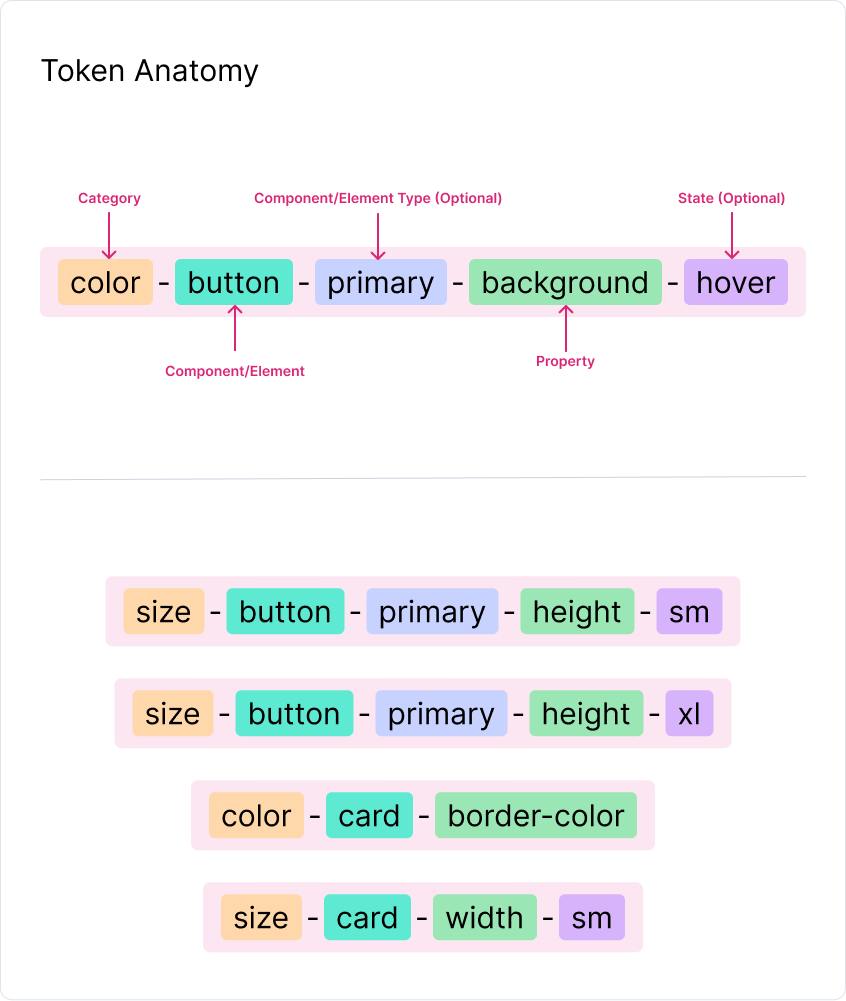 Token Anatomy
Category
Component/Element Type (Optional)
State (Optional)
color - button - primary - background - hover
Component/Element
Property
size - button - primary - height - sm
size - button - primary - height - xl
color - card - border-color
size - card - width - sm